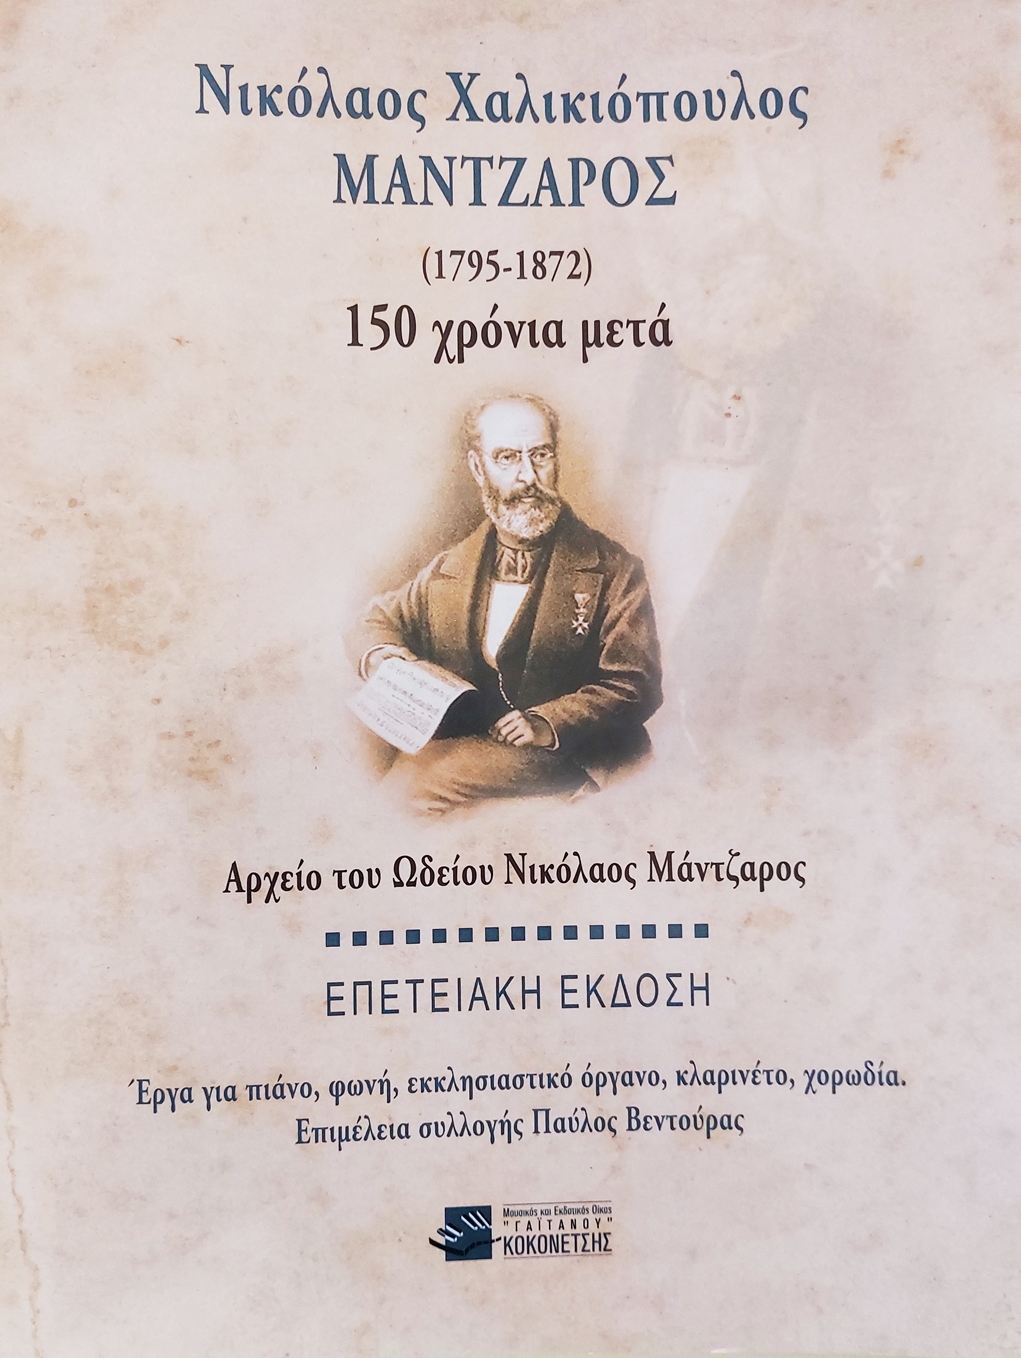 Νικόλαος Χαλικιόπουλος
ΜΑΝΤΖΑΡΟΣ
(1795-1872)
150 χρόνια μετά
Αρχείο του Ωδείου Νικόλαος Μάντζαρος
ΕΠΕΤΕΙΑΚΗ ΕΚΔΟΣΗ
Έργα για πιάνο, φωνή, εκκλησιαστικό όργανο, κλαρινέτο, χορωδία.
Επιμέλεια συλλογής Παύλος Βεντούρας
Μουσικός και Εκδοτικός Οίκος
"ΓΑΪΤΑΝΟΥ"
ΚΟΚΟΝΕΤΣΗΣ